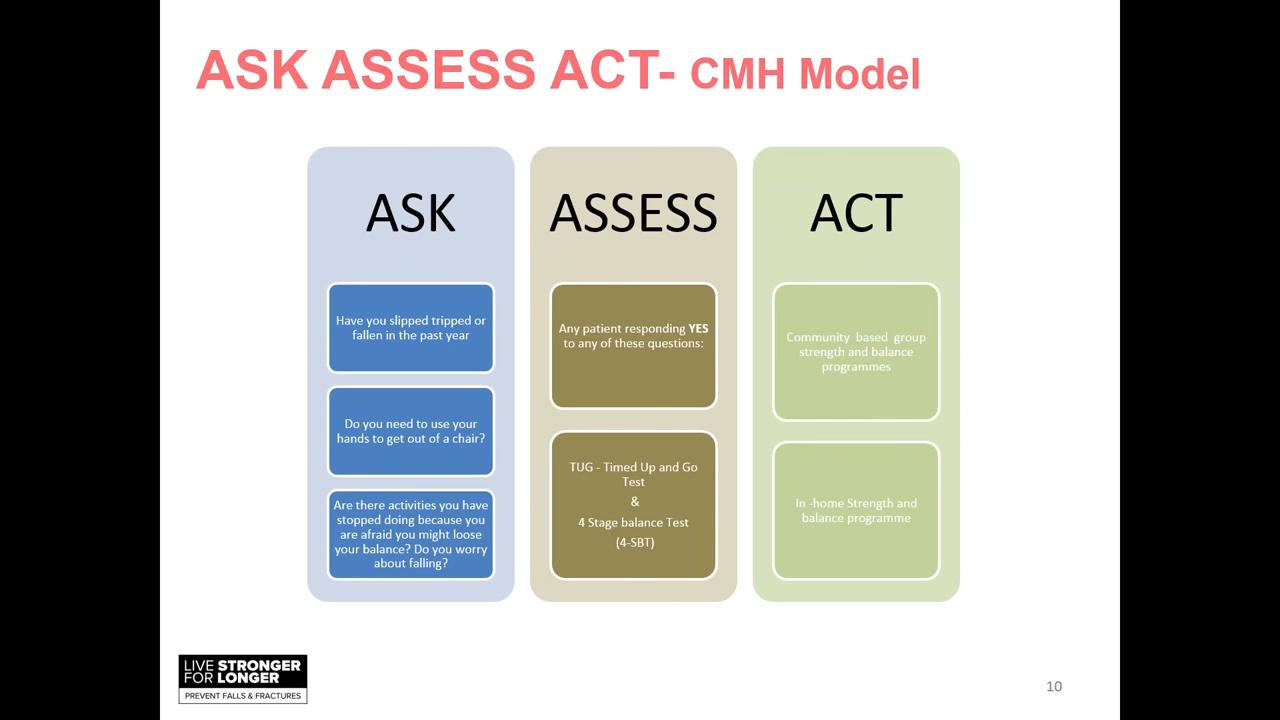 ASK ASSESS ACT- CMH Model
ASK
Have you slipped tripped or
fallen in the past year
Do you need to use your
hands to get out of a chair?
Are there activities you have
stopped doing because you
are afraid you might loose
your balance? Do you worry
about falling?
ASSESS
Any patient responding YES
to any of these questions:
TUG - Timed Up and Go
Test
&
4 Stage balance Test
(4-SBT)
ACT
Community  based  group
strength and balance
programmes
In -home Strength and
balance programme
LIVE STRONGER
FOR LONGER
PREVENT FALLS & FRACTURES
10